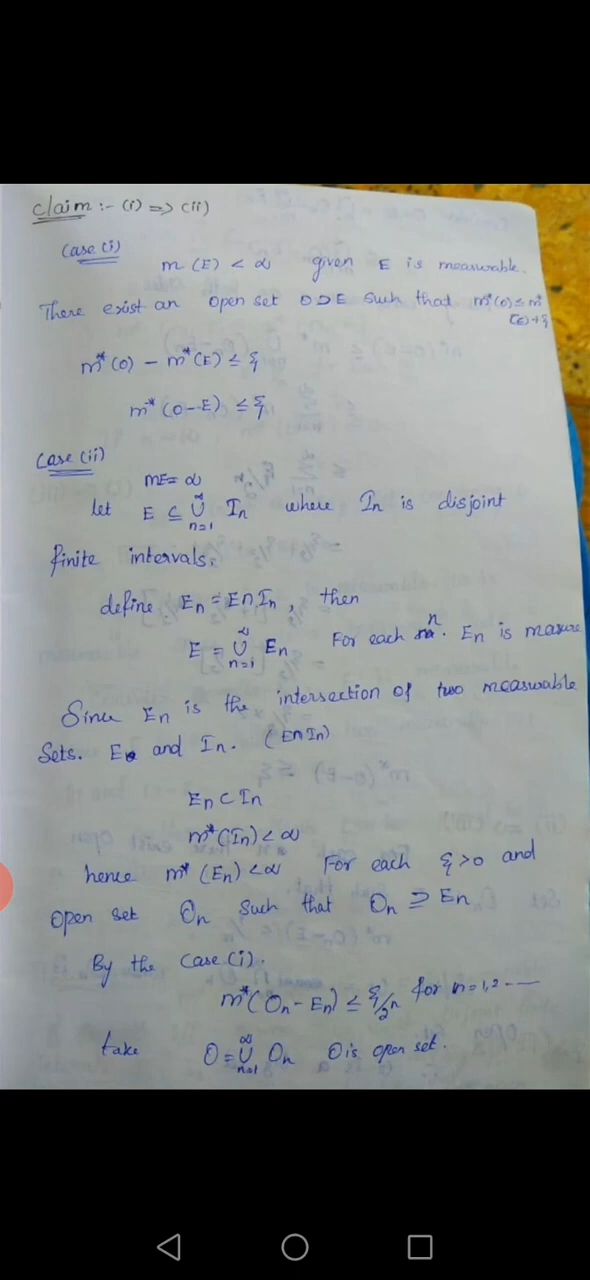 Claim :- (i) => (ii)
Case (i)
m (E) < ∞ given E is measurable.
There exist an open set O⊃E such that m*(O) ≤ m*
(E)+ξ
m*(O) - m*(E) ≤ ξ
m* (O-E) ≤ ξ
Case (ii)
mE = ∞
let E ⊆ ∞∪n=1 In where In is disjoint
finite intervals.
define En = E∩In, then
E = ∞∪n=1 En For each n. En is masure
Since En is the intersection of two measurable
Sets. E and In. (E∩In)
En ⊂ In
m*(In) < ∞
hence m* (En) < ∞ For each ξ > 0 and
open set On such that On ⊇ En
By the case (i).
m*(On - En) ≤ ξ/2n for n = 1, 2 -----
take O = ∞∪n=1 On O is open set.